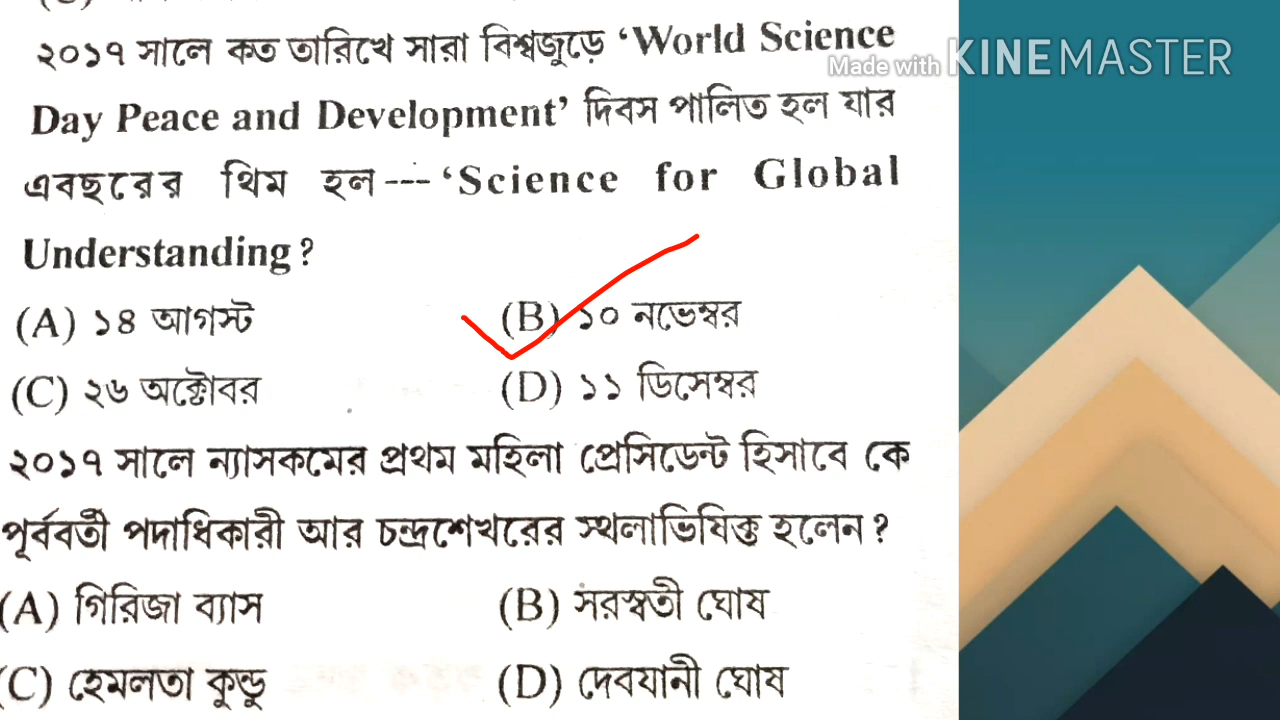 ২০১৭ সালে কত তারিখে সারা বিশ্বজুড়ে ‘World Science
Made with KINEMASTER
Day Peace and Development’ দিবস পালিত হল যার
এবছরের থিম হল --- ‘Science for Global
Understanding?
(A) ১৪ আগস্ট (B) ১০ নভেম্বর
(C) ২৬ অক্টোবর (D) ১১ ডিসেম্বর
২০১৭ সালে ন্যাসকমের প্রথম মহিলা প্রেসিডেন্ট হিসাবে কে
পূর্ববর্তী পদাধিকারী আর চন্দ্রশেখরের স্থলাভিষিক্ত হলেন?
(A) গিরিজা ব্যাস (B) সরস্বতী ঘোষ
(C) হেমলতা কুন্ডু (D) দেবযানী ঘোষ